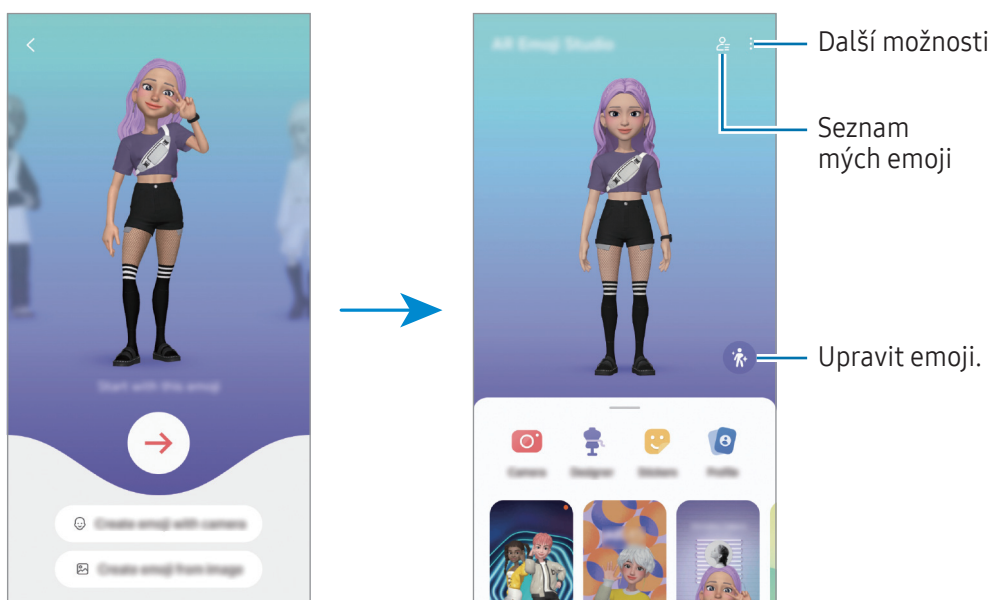 AR Emoji Studio
Další možnosti
Seznam
mých emoji
Start with this emoji
Upravit emoji.
Camera
Designer
Stickers
Profile
Create emoji with camera
Create emoji from image